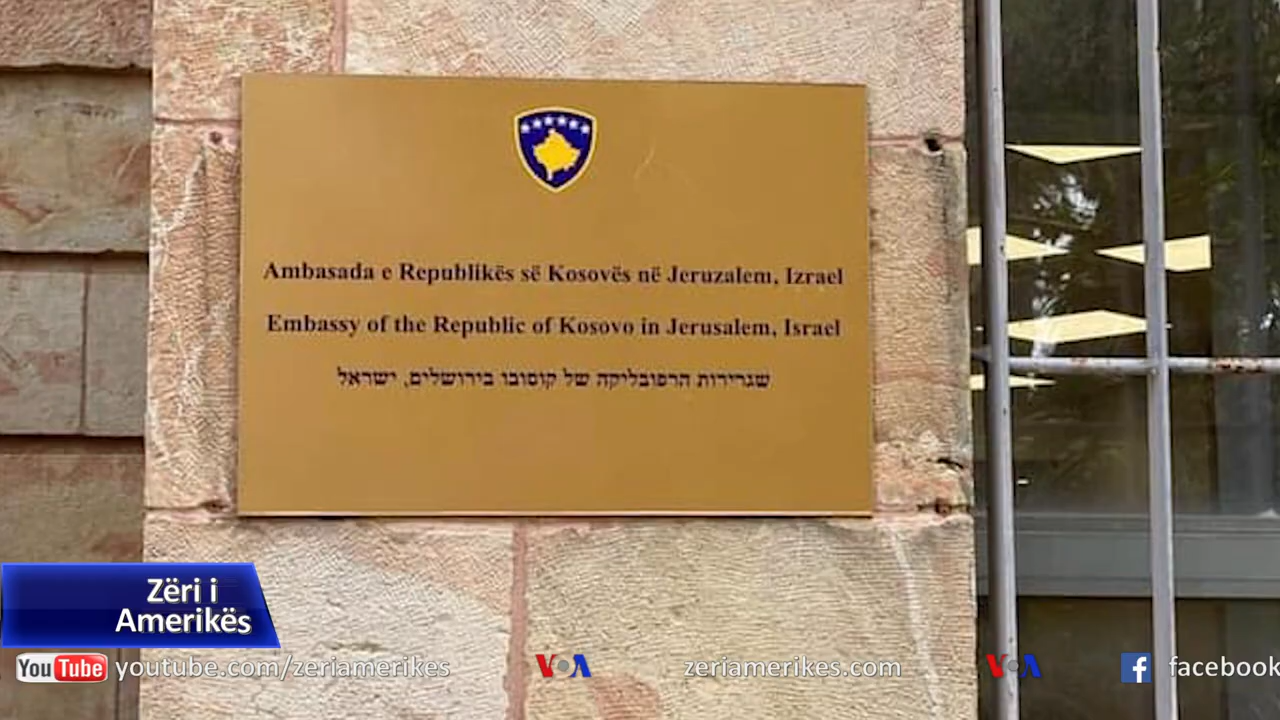 Ambasada e Republikës së Kosovës në Jeruzalem, Izrael
Embassy of the Republic of Kosovo in Jerusalem, Israel
שגרירות הרפובליקה של קוסובו בירושלים, ישראל
Zëri i
Amerikës
YouTube youtube.com/zeriamerikes VOA zeriamerikes.com VOA f facebook